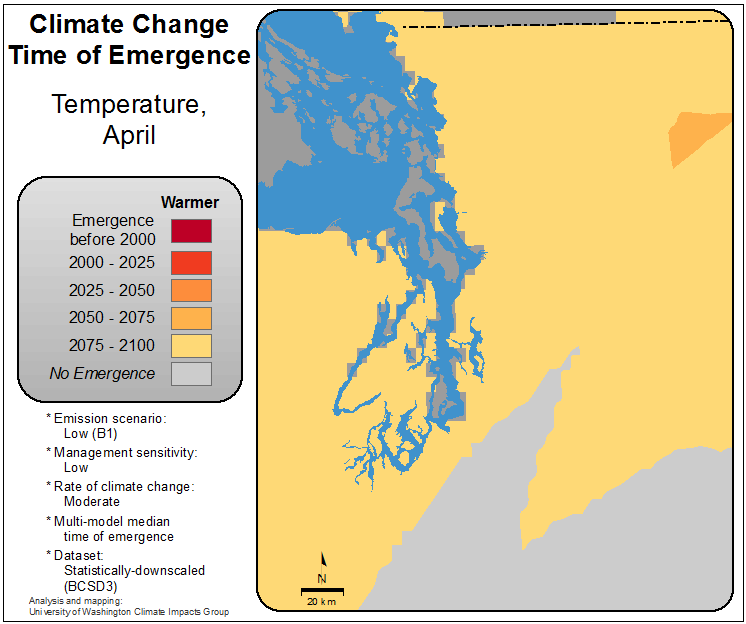 Climate Change
Time of Emergence
Temperature,
April
Warmer
Emergence
before 2000
2000 - 2025
2025 - 2050
2050 - 2075
2075 - 2100
No Emergence
* Emission scenario:
Low (B1)
* Management sensitivity:
Low
* Rate of climate change:
Moderate
* Multi-model median
time of emergence
* Dataset:
Statistically-downscaled
(BCSD3)
Analysis and mapping:
University of Washington Climate Impacts Group
N
20 km